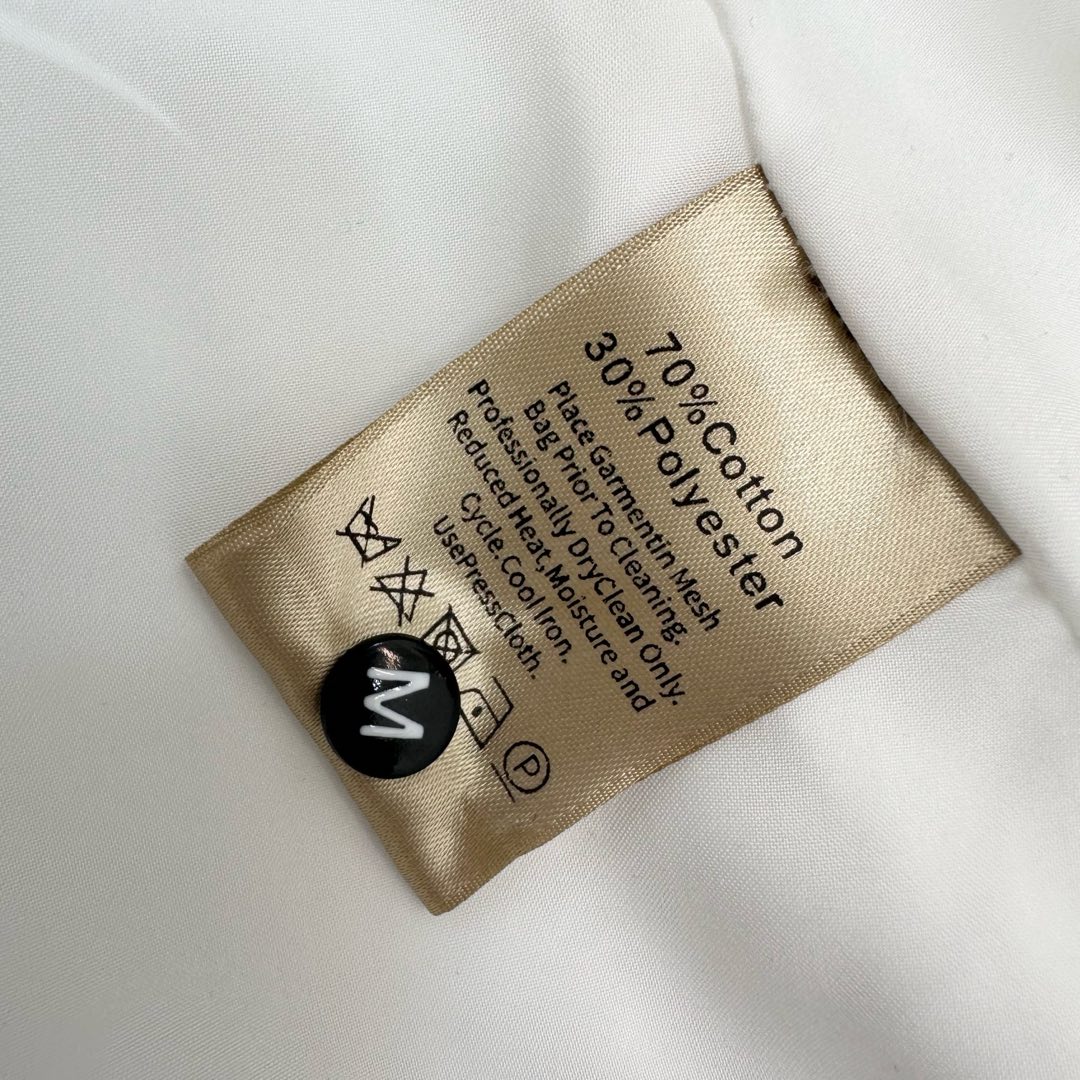 70%Cotton
30%Polyester
Place Garmentin Mesh
Bag Prior To Cleaning.
Professionally DryClean Only.
Reduced Heat,Moisture and
Cycle.Cool Iron.
UsePressCloth.
P
M